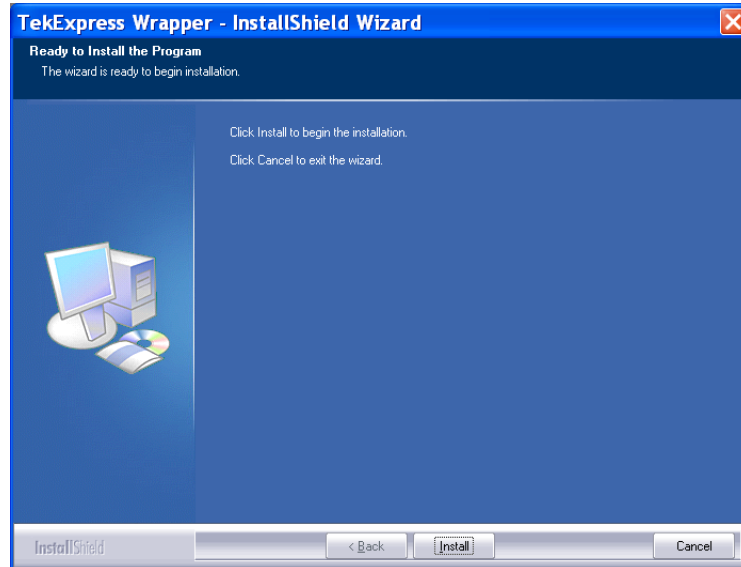 TekExpress Wrapper - InstallShield Wizard
Ready to Install the Program
The wizard is ready to begin installation.
Click Install to begin the installation.
Click Cancel to exit the wizard.
InstallShield
< Back
Install
Cancel